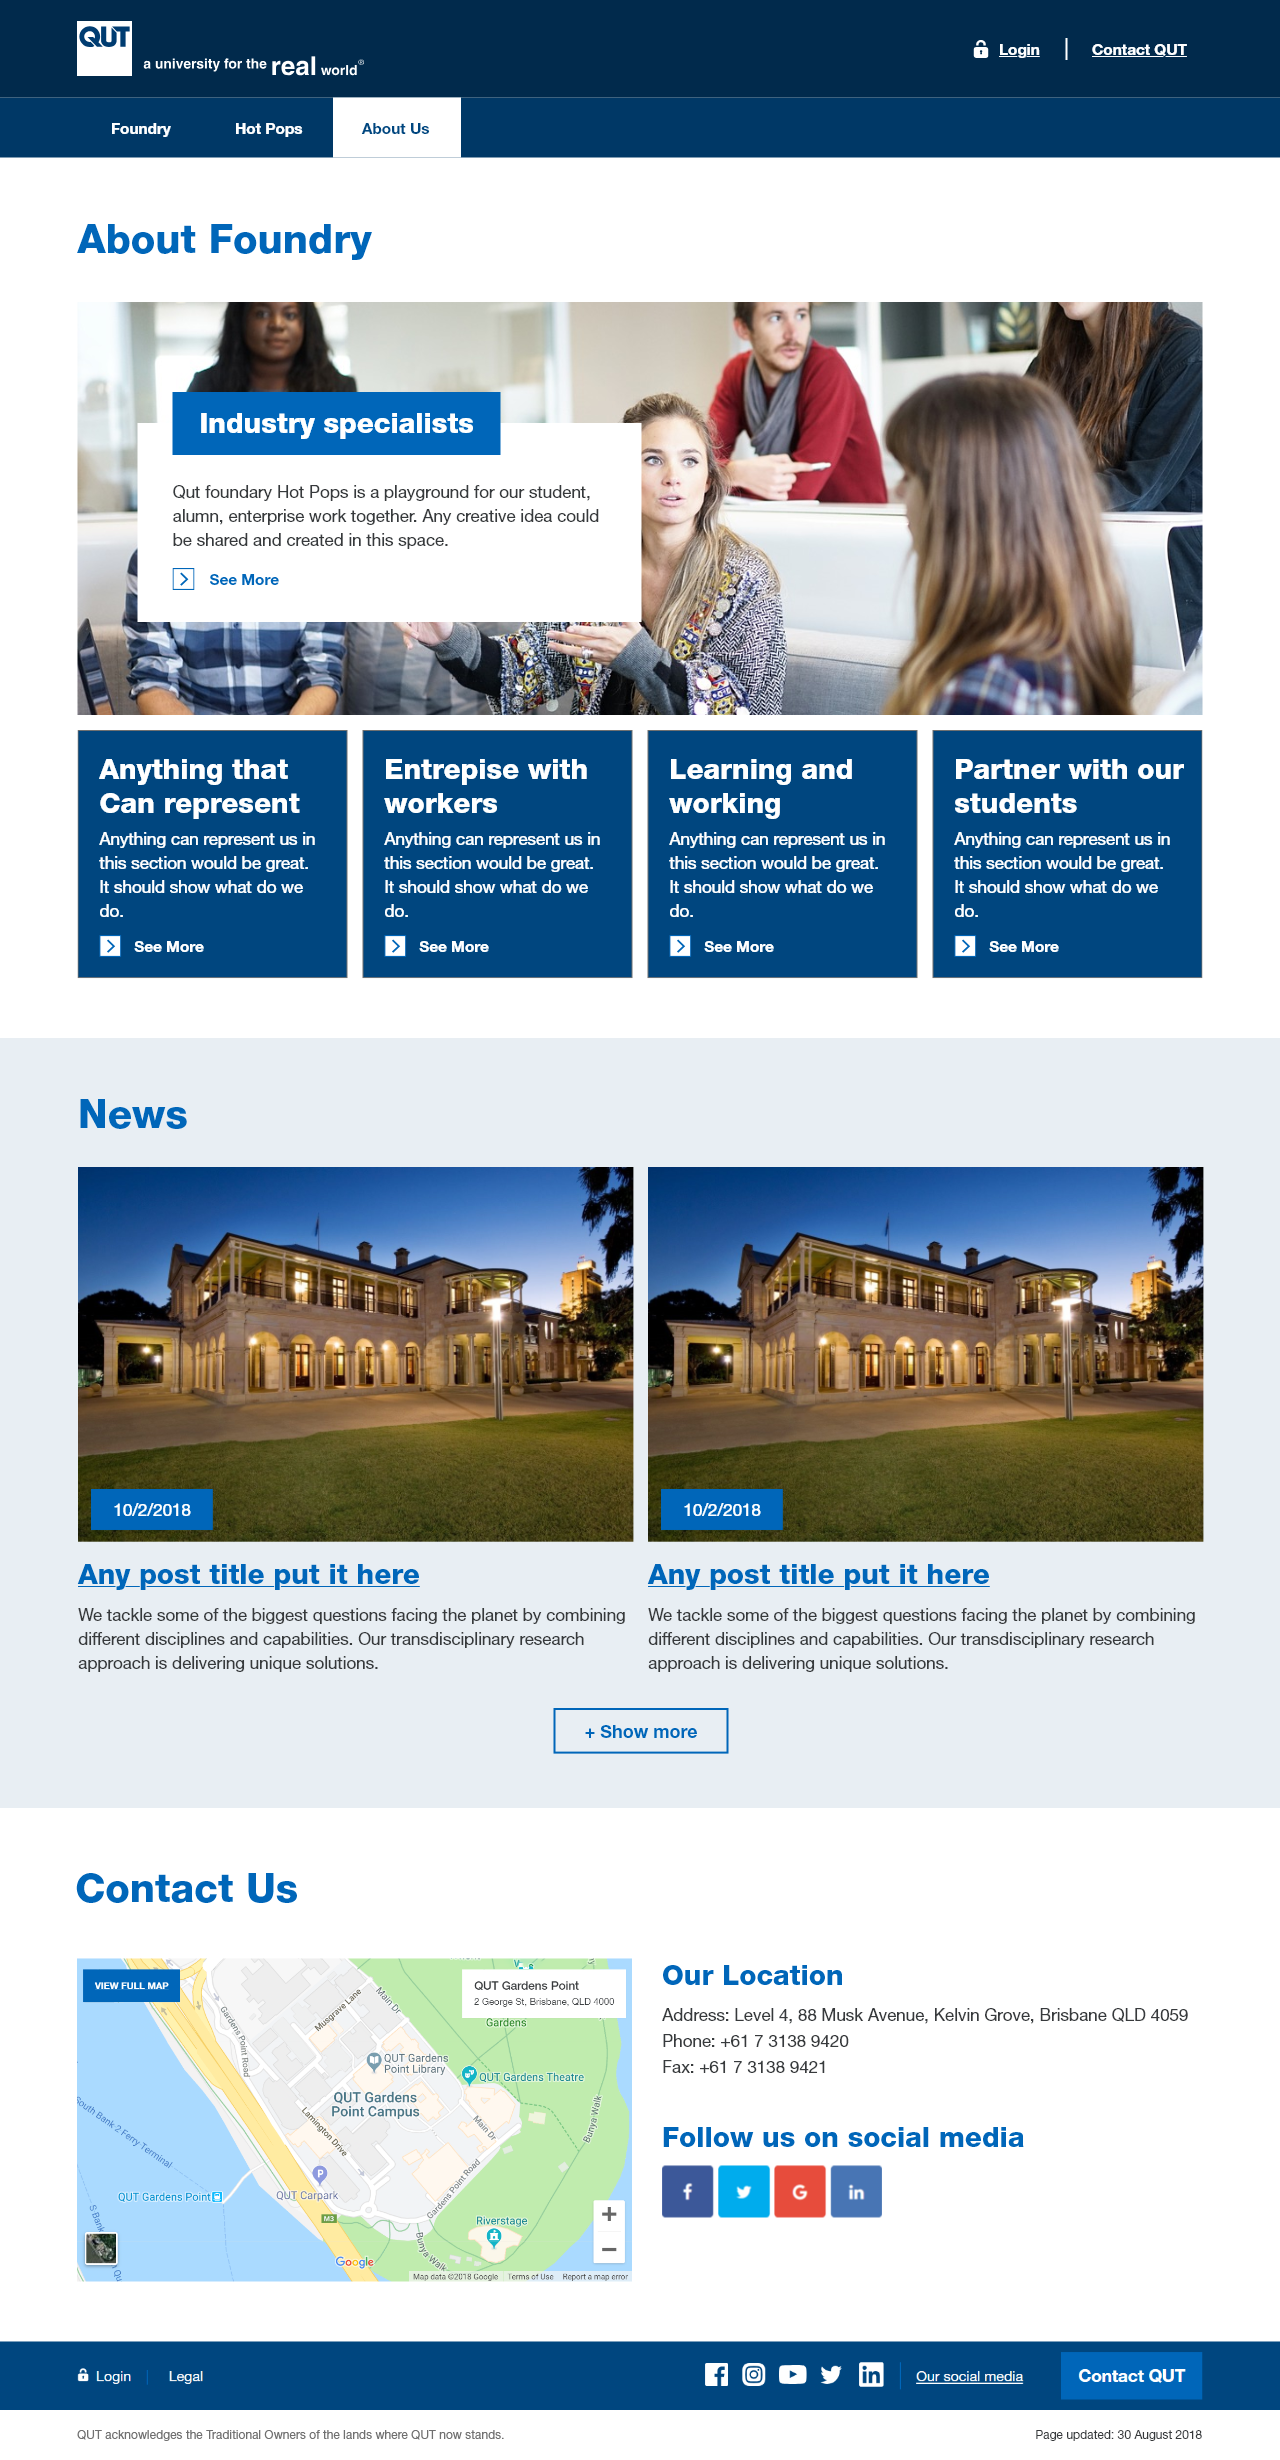 QUT
a university for the real world®
Login
Contact QUT
Foundry
Hot Pops
About Us
About Foundry
Industry specialists
Qut foundary Hot Pops is a playground for our student,
alumn, enterprise work together. Any creative idea could
be shared and created in this space.
See More
Anything that
Can represent
Anything can represent us in
this section would be great.
It should show what do we
do.
See More
Entrepise with
workers
Anything can represent us in
this section would be great.
It should show what do we
do.
See More
Learning and
working
Anything can represent us in
this section would be great.
It should show what do we
do.
See More
Partner with our
students
Anything can represent us in
this section would be great.
It should show what do we
do.
See More
News
10/2/2018
Any post title put it here
We tackle some of the biggest questions facing the planet by combining
different disciplines and capabilities. Our transdisciplinary research
approach is delivering unique solutions.
10/2/2018
Any post title put it here
We tackle some of the biggest questions facing the planet by combining
different disciplines and capabilities. Our transdisciplinary research
approach is delivering unique solutions.
+ Show more
Contact Us
VIEW FULL MAP
QUT Gardens Point
2 George St, Brisbane, QLD 4000
Gardens
Gardens Point Road
Musgrave Lane
Main Dr
QUT Gardens
Point Library
QUT Gardens Theatre
QUT Gardens
Point Campus
Lamington Drive
Main Dr
Bunya Walk
South Bank 2 Ferry Terminal
P
QUT Carpark
QUT Gardens Point
Gardens Point Road
M3
Riverstage
Bunya Walk
Google
Map data ©2018 Google
Terms of Use
Report a map error
Our Location
Address: Level 4, 88 Musk Avenue, Kelvin Grove, Brisbane QLD 4059
Phone: +61 7 3138 9420
Fax: +61 7 3138 9421
Follow us on social media
f
G
in
Login
Legal
in
Our social media
Contact QUT
QUT acknowledges the Traditional Owners of the lands where QUT now stands.
Page updated: 30 August 2018